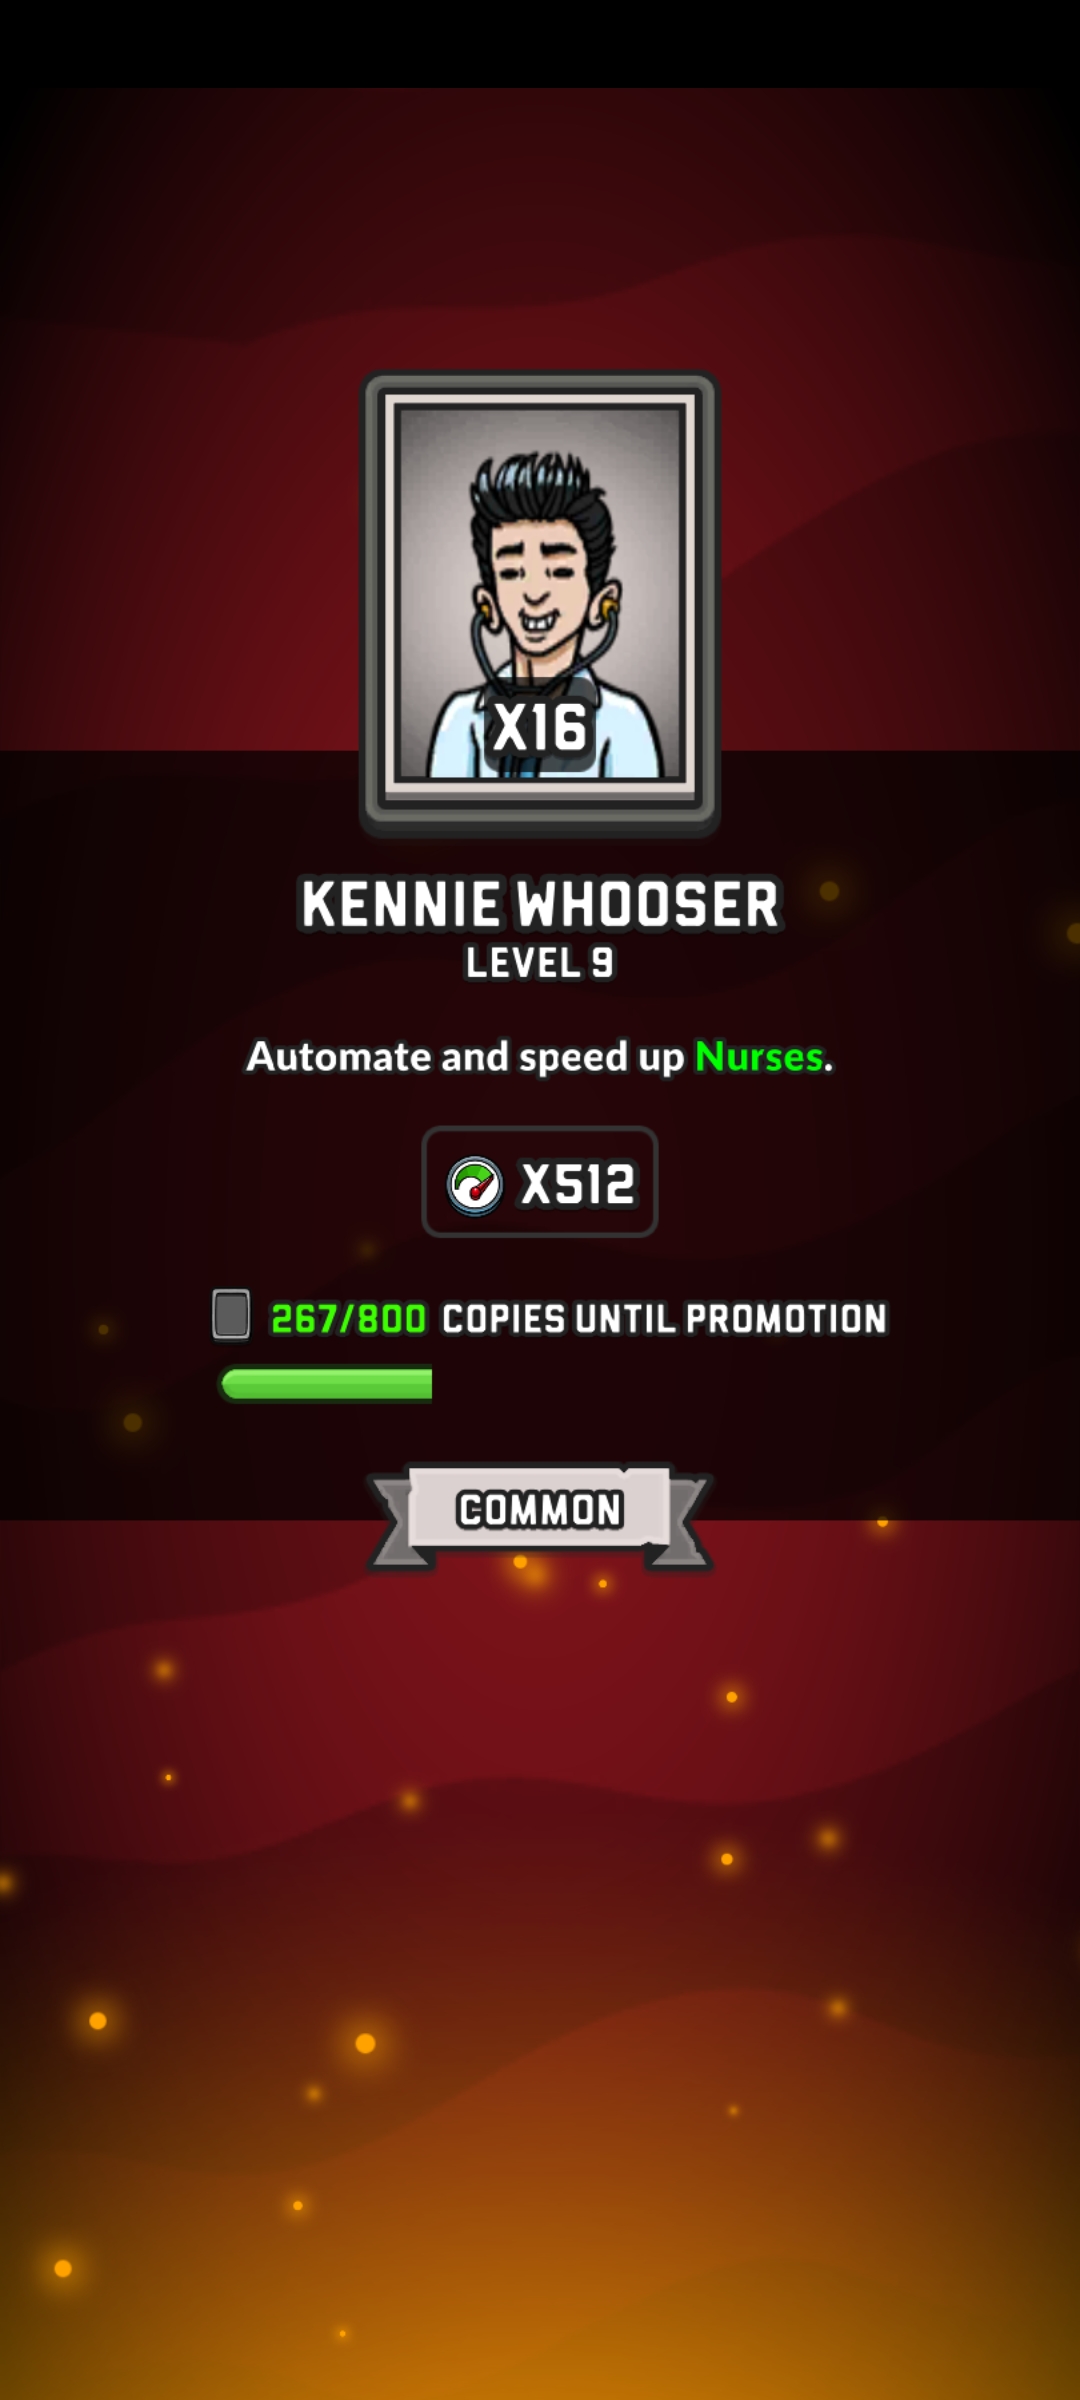 X16
KENNIE WHOOSER
LEVEL 9
Automate and speed up Nurses.
X512
267/800 COPIES UNTIL PROMOTION
COMMON